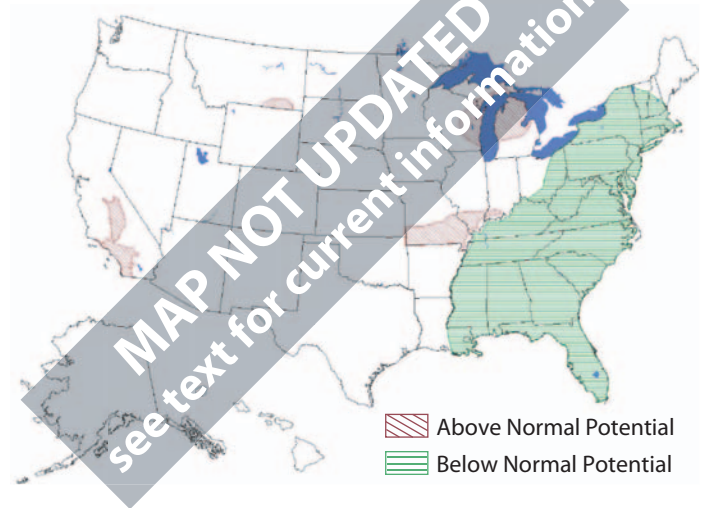 MAP NOT UPDATED
see text for current information
Above Normal Potential
Below Normal Potential